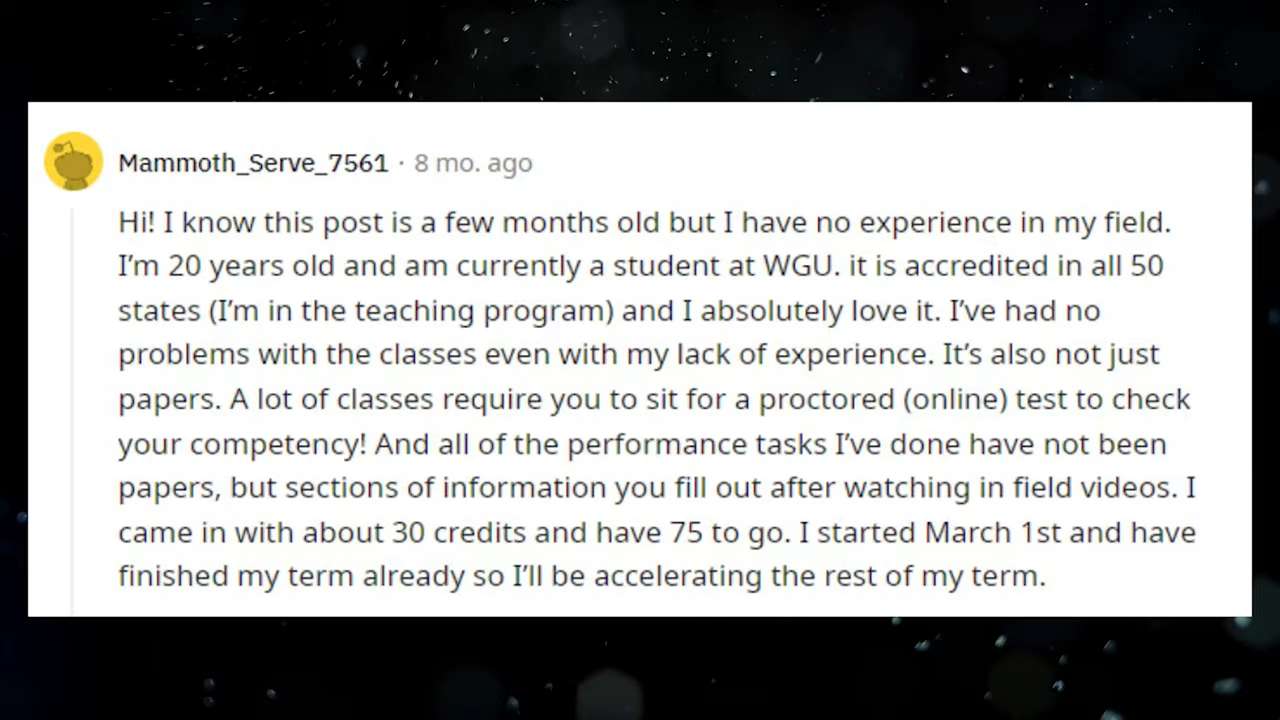 Mammoth_Serve_7561 · 8 mo. ago
Hi! I know this post is a few months old but I have no experience in my field.
I’m 20 years old and am currently a student at WGU. it is accredited in all 50
states (I’m in the teaching program) and I absolutely love it. I’ve had no
problems with the classes even with my lack of experience. It’s also not just
papers. A lot of classes require you to sit for a proctored (online) test to check
your competency! And all of the performance tasks I’ve done have not been
papers, but sections of information you fill out after watching in field videos. I
came in with about 30 credits and have 75 to go. I started March 1st and have
finished my term already so I’ll be accelerating the rest of my term.